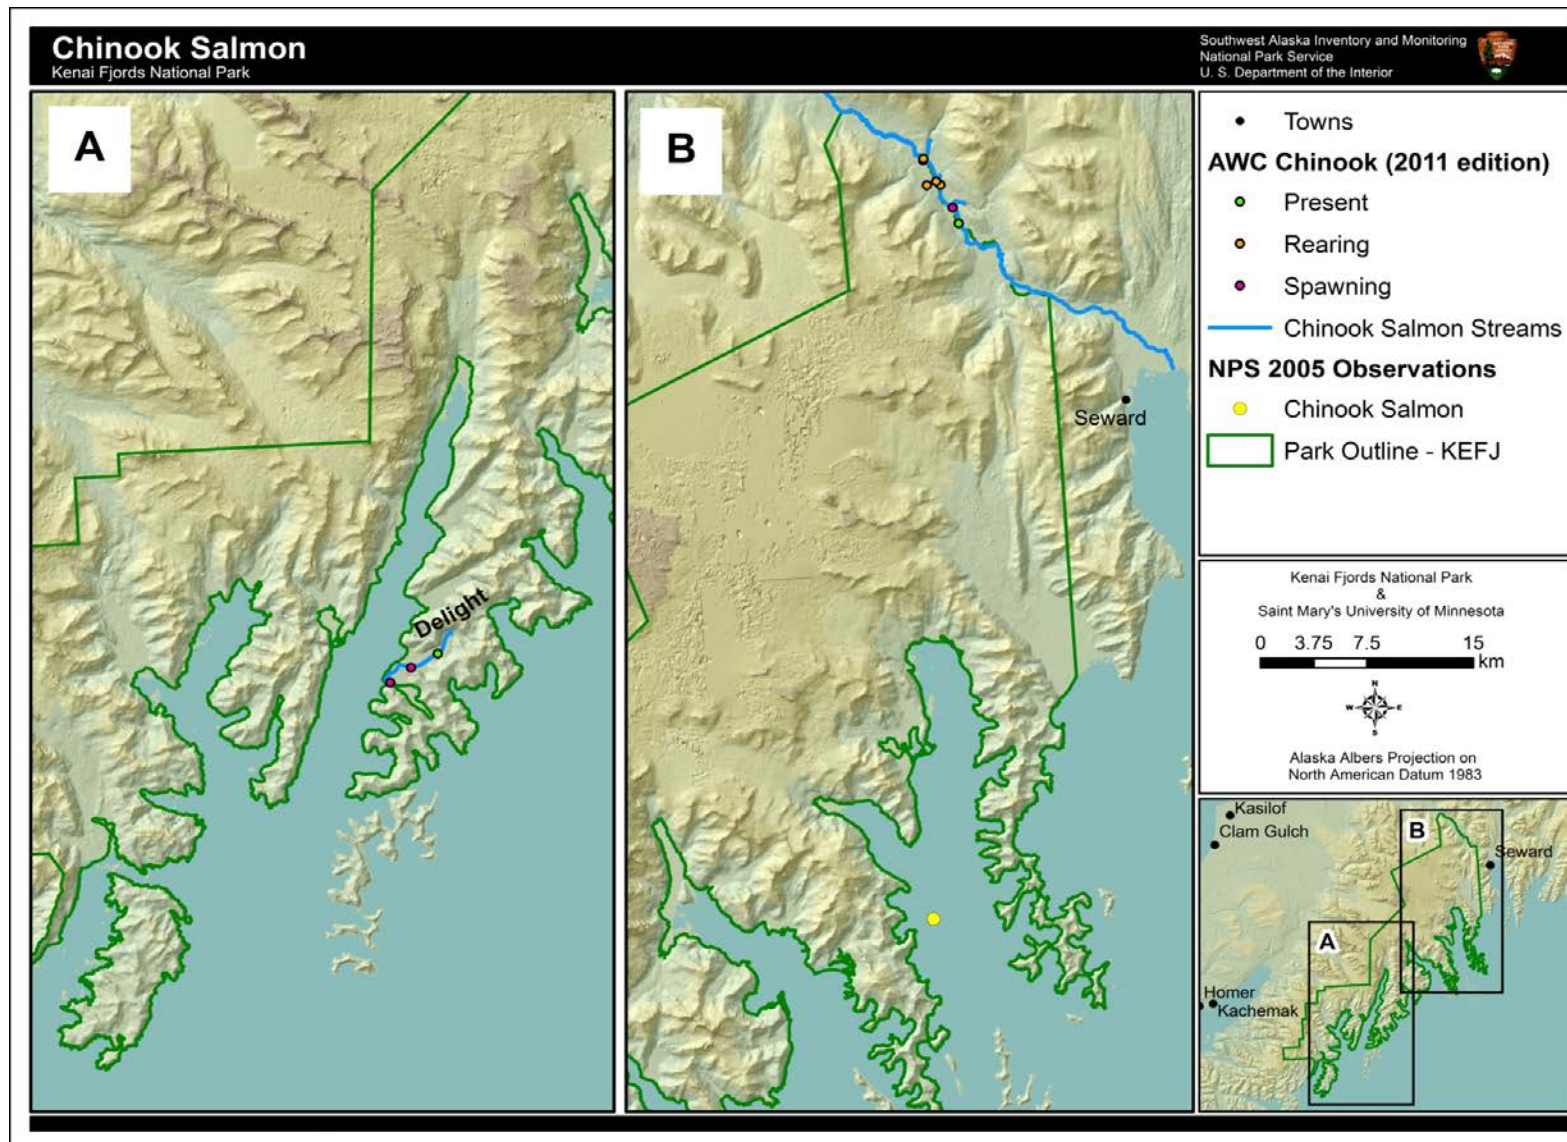 Chinook Salmon
Kenai Fjords National Park
Southwest Alaska Inventory and Monitoring
National Park Service
U. S. Department of the Interior
A
Delight
B
Seward
Towns
AWC Chinook (2011 edition)
Present
Rearing
Spawning
Chinook Salmon Streams
NPS 2005 Observations
Chinook Salmon
Park Outline - KEFJ
Kenai Fjords National Park
&
Saint Mary's University of Minnesota
0 3.75 7.5 15
km
N
W E
S
Alaska Albers Projection on
North American Datum 1983
Kasilof
Clam Gulch
B
Seward
A
Homer
Kachemak